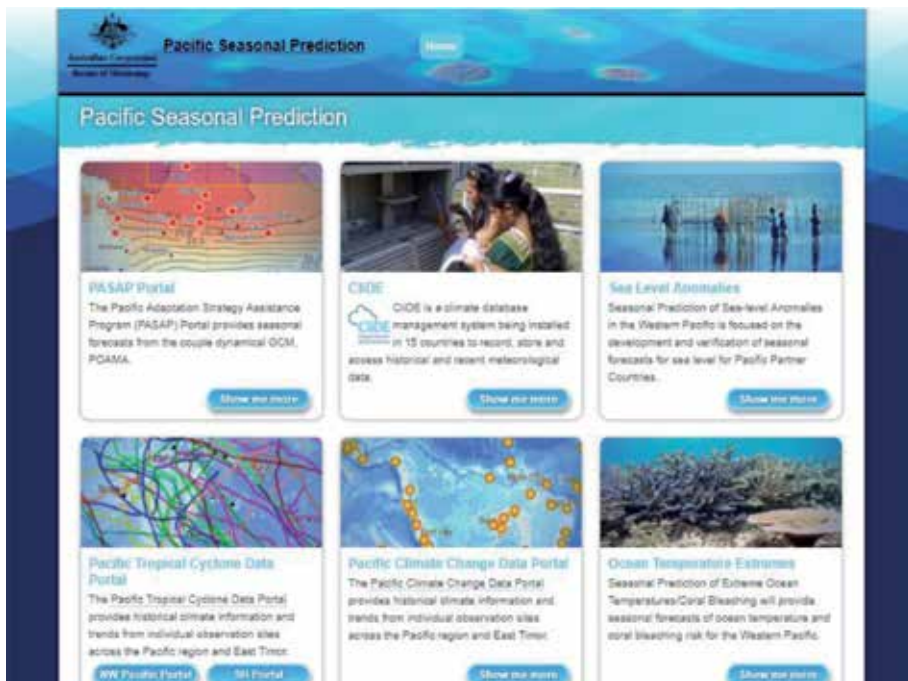 Pacific Seasonal Prediction
Home
Australian Government
Bureau of Meteorology
Pacific Seasonal Prediction
PASAP Portal
The Pacific Adaptation Strategy Assistance
Program (PASAP) Portal provides seasonal
forecasts from the couple dynamical GCM,
POAMA.
Show me more
CliDE
CliDE is a climate database
CliDE
management system being installed
in 15 countries to record, store and
access historical and recent meteorological
data.
Show me more
Sea Level Anomalies
Seasonal Prediction of Sea-level Anomalies
in the Western Pacific is focused on the
development and verification of seasonal
forecasts for sea level for Pacific Partner
Countries.
Show me more
Pacific Tropical Cyclone Data
Portal
The Pacific Tropical Cyclone Data Portal
provides historical climate information and
trends from individual observation sites
across the Pacific region and East Timor.
NW Pacific Portal
SH Portal
Pacific Climate Change Data Portal
The Pacific Climate Change Data Portal
provides historical climate information and
trends from individual observation sites
across the Pacific region and East Timor.
Show me more
Ocean Temperature Extremes
Seasonal Prediction of Extreme Ocean
Temperatures/Coral Bleaching will provide
seasonal forecasts of ocean temperature and
coral bleaching risk for the Western Pacific.
Show me more